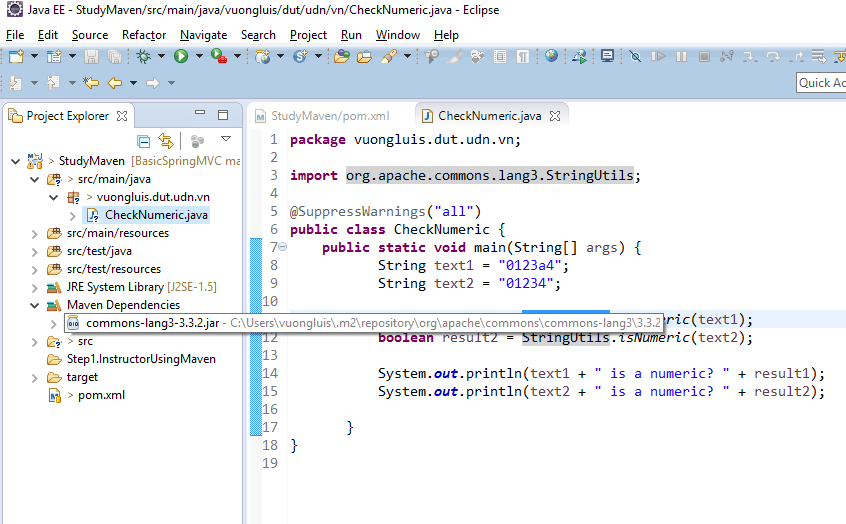 Java EE - StudyMaven/src/main/java/vuongluis/dut/udn/vn/CheckNumeric.java - Eclipse
File Edit Source Refactor Navigate Search Project Run Window Help
Quick Ac
Project Explorer
StudyMaven/pom.xml
CheckNumeric.java
> StudyMaven [BasicSpringMVC ma
> src/main/java
> vuongluis.dut.udn.vn
CheckNumeric.java
src/main/resources
src/test/java
src/test/resources
JRE System Library [J2SE-1.5]
Maven Dependencies
commons-lang3-3.3.2.jar - C:\Users\vuongluis\.m2\repository\org\apache\commons\commons-lang3\3.3.2
> src
Step1.InstructorUsingMaven
target
> pom.xml
1 package vuongluis.dut.udn.vn;
2
3 import org.apache.commons.lang3.StringUtils;
4
5 @SuppressWarnings("all")
6 public class CheckNumeric {
7 public static void main(String[] args) {
8 String text1 = "0123a4";
9 String text2 = "01234";
10
eric(text1);
12 boolean result2 = StringUtils.isNumeric(text2);
13
14 System.out.println(text1 + " is a numeric? " + result1);
15 System.out.println(text2 + " is a numeric? " + result2);
16
17 }
18 }
19